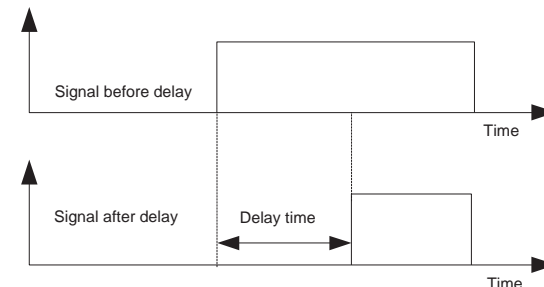 Signal before delay
Time
Signal after delay
Delay time
Time